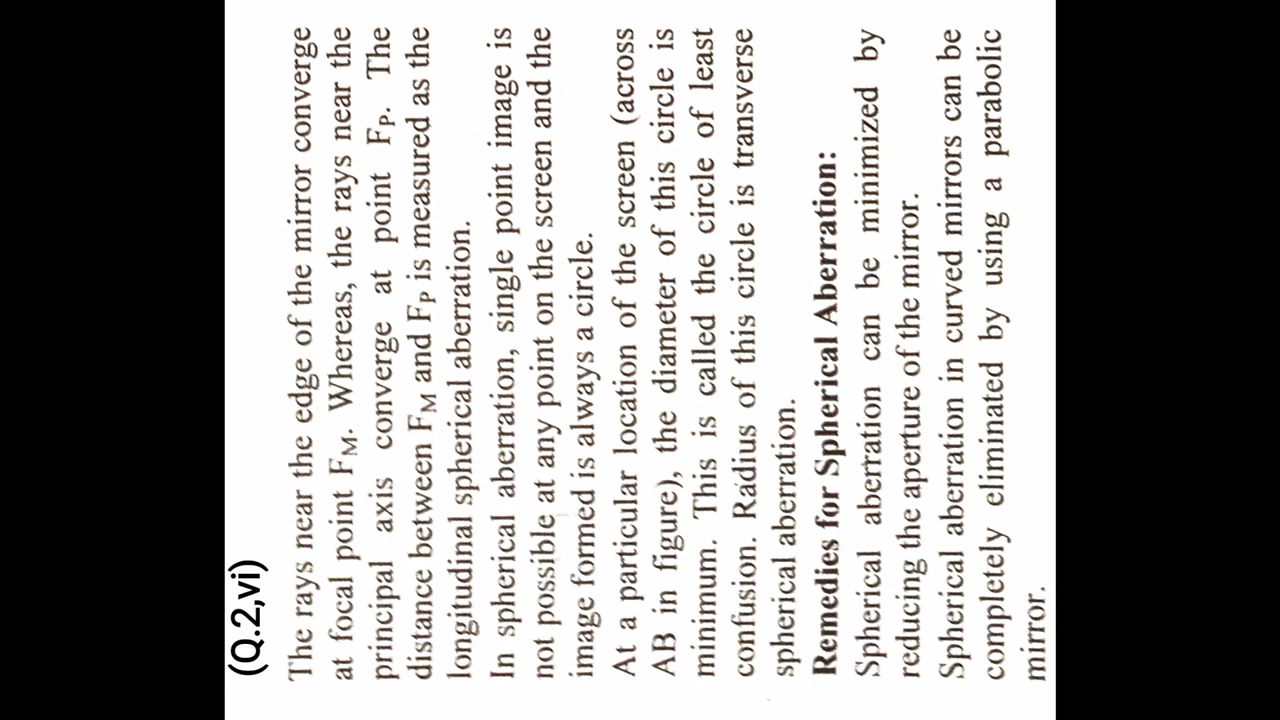 (Q.2,vi)
The rays near the edge of the mirror converge
at focal point FM. Whereas, the rays near the
principal axis converge at point FP. The
distance between FM and FP is measured as the
longitudinal spherical aberration.
In spherical aberration, single point image is
not possible at any point on the screen and the
image formed is always a circle.
At a particular location of the screen (across
AB in figure), the diameter of this circle is
minimum. This is called the circle of least
confusion. Radius of this circle is transverse
spherical aberration.
Remedies for Spherical Aberration:
Spherical aberration can be minimized by
reducing the aperture of the mirror.
Spherical aberration in curved mirrors can be
completely eliminated by using a parabolic
mirror.